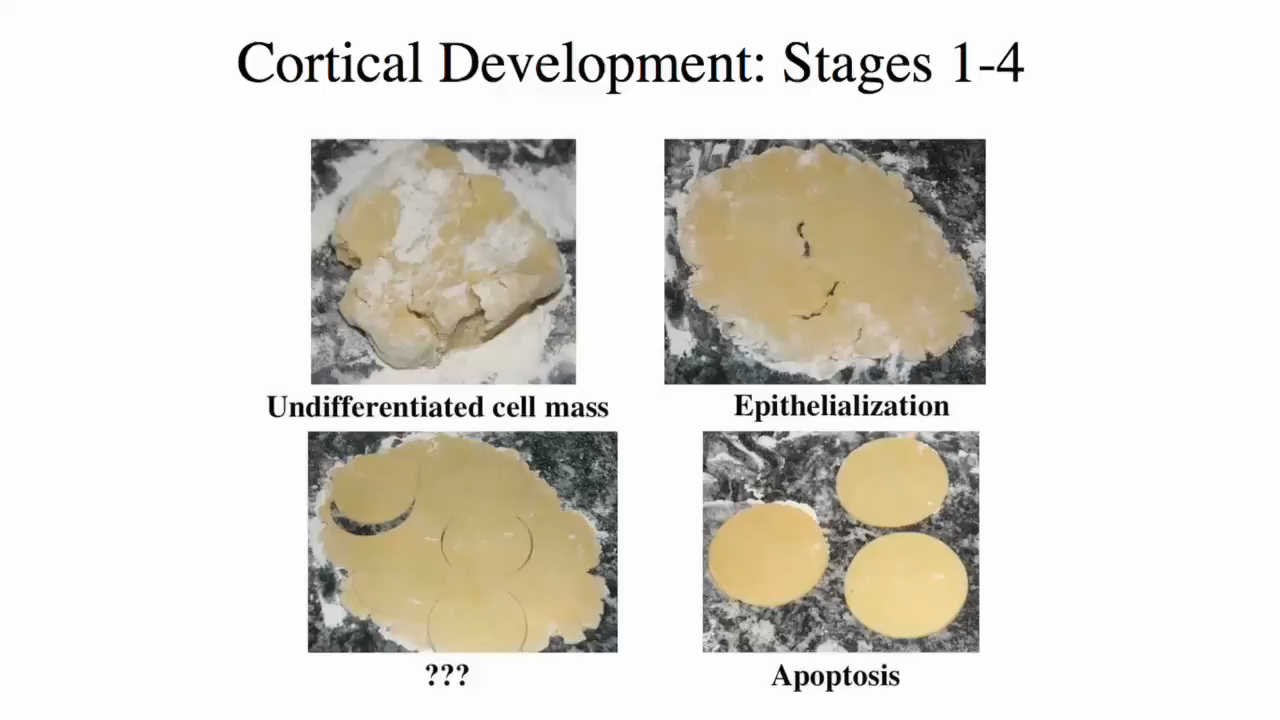 Cortical Development: Stages 1-4
Undifferentiated cell mass
Epithelialization
???
Apoptosis